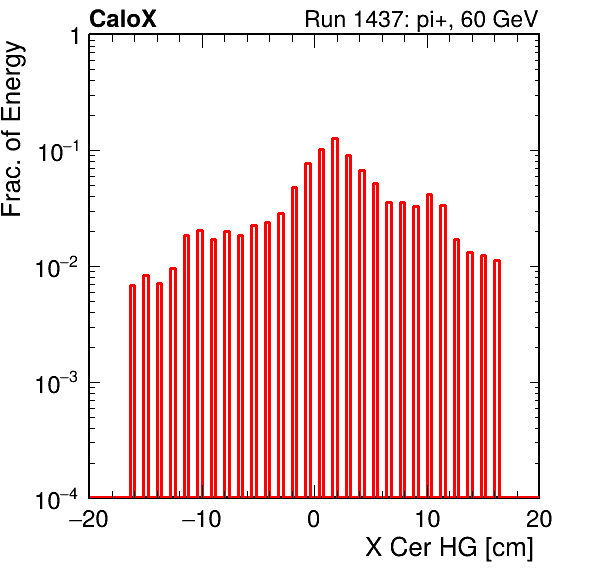 CaloX Run 1437: pi+, 60 GeV
Frac. of Energy
1
10⁻¹
10⁻²
10⁻³
10⁻⁴
−20 −10 0 10 20
X Cer HG [cm]